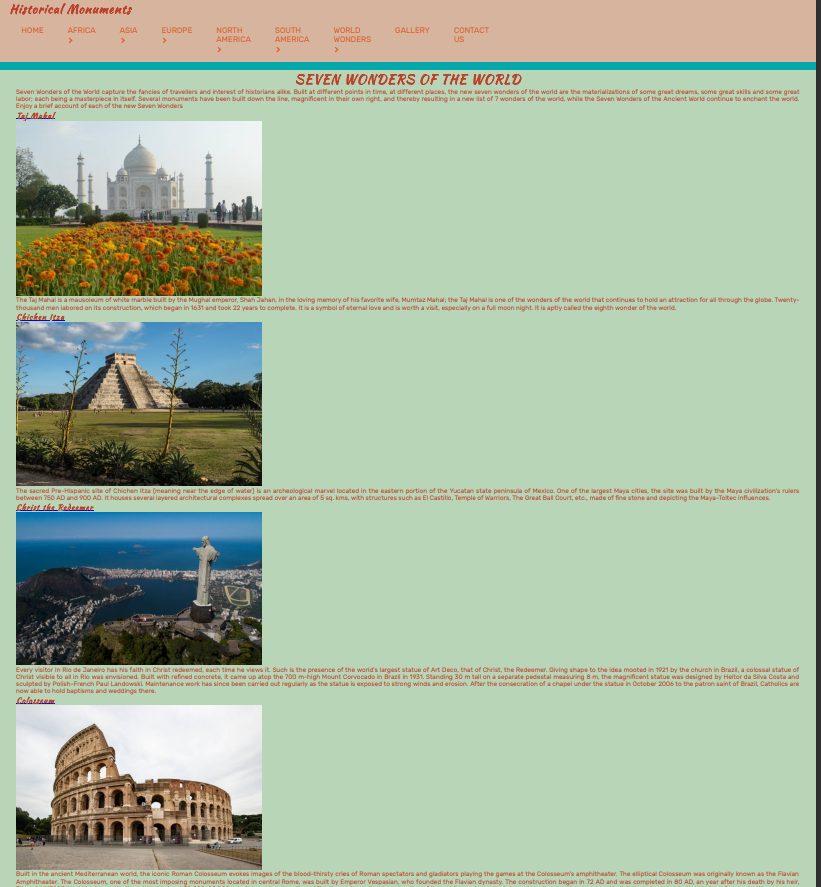 Historical Monuments
HOME AFRICA ASIA EUROPE NORTH SOUTH WORLD GALLERY CONTACT
AMERICA AMERICA WONDERS US
SEVEN WONDERS OF THE WORLD
Seven Wonders of the World capture the fancies of travellers and interest of historians alike. Built at different points in time, at different places, the new seven wonders of the world are the materializations of some great dreams, some great skills and some great
labor; each being a masterpiece in itself. Several monuments have been built down the line, magnificent in their own right, and thereby resulting in a new list of 7 wonders of the world, while the Seven Wonders of the Ancient World continue to enchant the world.
Enjoy a brief account of each of the new Seven Wonders
Taj Mahal
The Taj Mahal is a mausoleum of white marble built by the Mughal emperor, Shah Jahan, in the loving memory of his favorite wife, Mumtaz Mahal; the Taj Mahal is one of the wonders of the world that continues to hold an attraction for all through the globe. Twenty-
thousand men labored on its construction, which began in 1631 and took 22 years to complete. It is a symbol of eternal love and is worth a visit, especially on a full moon night. It is aptly called the eighth wonder of the world.
Chichen Itza
The sacred Pre-Hispanic site of Chichen Itza (meaning near the edge of water) is an archeological marvel located in the eastern portion of the Yucatan state peninsula of Mexico. One of the largest Maya cities, the site was built by the Maya civilization's rulers
between 750 AD and 900 AD. It houses several layered architectural complexes spread over an area of 5 sq. kms, with structures such as El Castillo, Temple of Warriors, The Great Ball Court, etc., made of fine stone and depicting the Maya-Toltec influences.
Christ the Redeemer
Every visitor in Rio de Janeiro has his faith in Christ redeemed, each time he views it. Such is the presence of the world's largest statue of Art Deco, that of Christ, the Redeemer. Giving shape to the idea mooted in 1921 by the church in Brazil, a colossal statue of
Christ visible to all in Rio was envisioned. Built with refined concrete, it came up atop the 700 m-high Mount Corvocado in Brazil in 1931. Standing 30 m tall on a separate pedestal measuring 8 m, the magnificent statue was designed by Heitor da Silva Costa and
sculpted by Polish-French Paul Landowski. Maintenance work has since been carried out regularly as the statue is exposed to strong winds and erosion. After the consecration of a chapel under the statue in October 2006 to the patron saint of Brazil, Catholics are
now able to hold baptisms and weddings there.
Colosseum
Built in the ancient Mediterranean world, the iconic Roman Colosseum evokes images of the blood-thirsty cries of Roman spectators and gladiators playing the games at the Colosseum's amphitheater. The elliptical Colosseum was originally known as the Flavian
Amphitheater. The Colosseum, one of the most imposing monuments located in central Rome, was built by Emperor Vespasian, who founded the Flavian dynasty. The construction began in 72 AD and was completed in 80 AD, an year after his death by his heir,